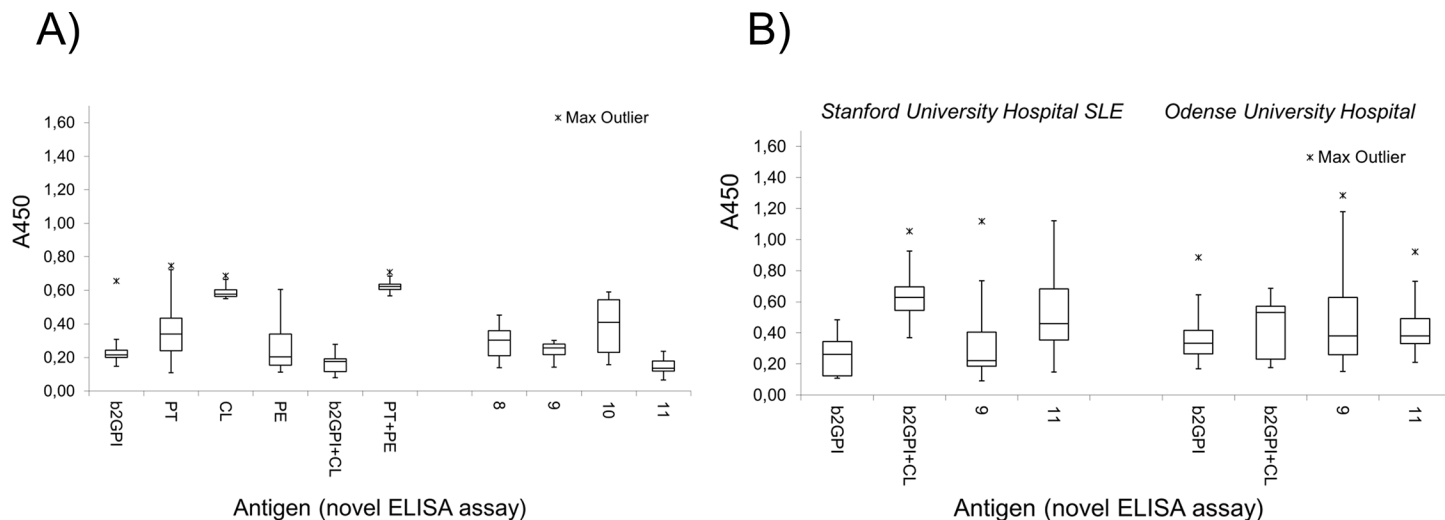 A)
Max Outlier
1,60
1,40
1,20
1,00
0,80
0,60
0,40
0,20
0,00
A450
b2GPI
PT
CL
PE
b2GPI+CL
PT+PE
8
9
10
11
Antigen (novel ELISA assay)
B)
Stanford University Hospital SLE
Odense University Hospital
Max Outlier
1,60
1,40
1,20
1,00
0,80
0,60
0,40
0,20
0,00
A450
b2GPI
b2GPI+CL
9
11
b2GPI
b2GPI+CL
9
11
Antigen (novel ELISA assay)